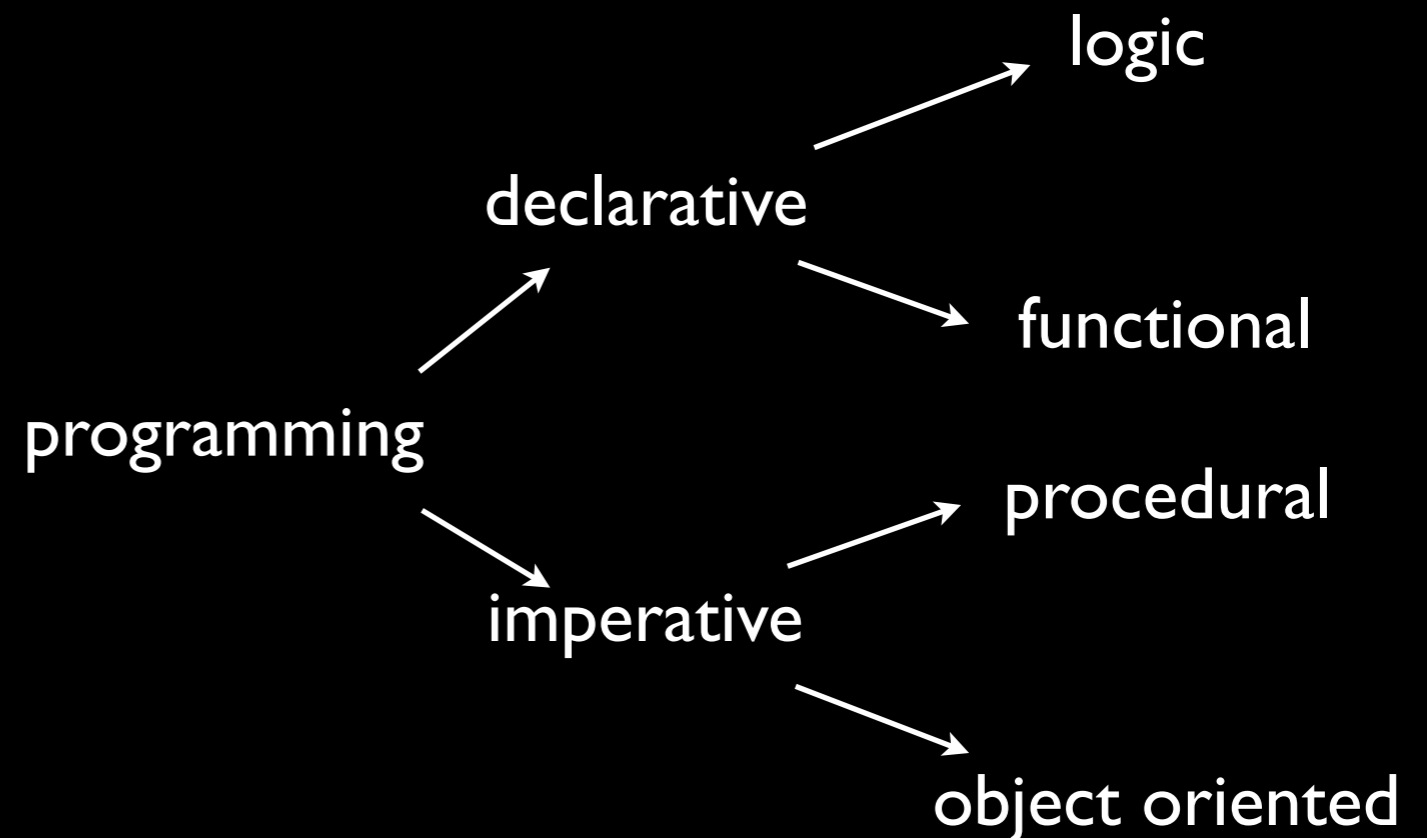 logic
declarative
functional
programming
procedural
imperative
object oriented